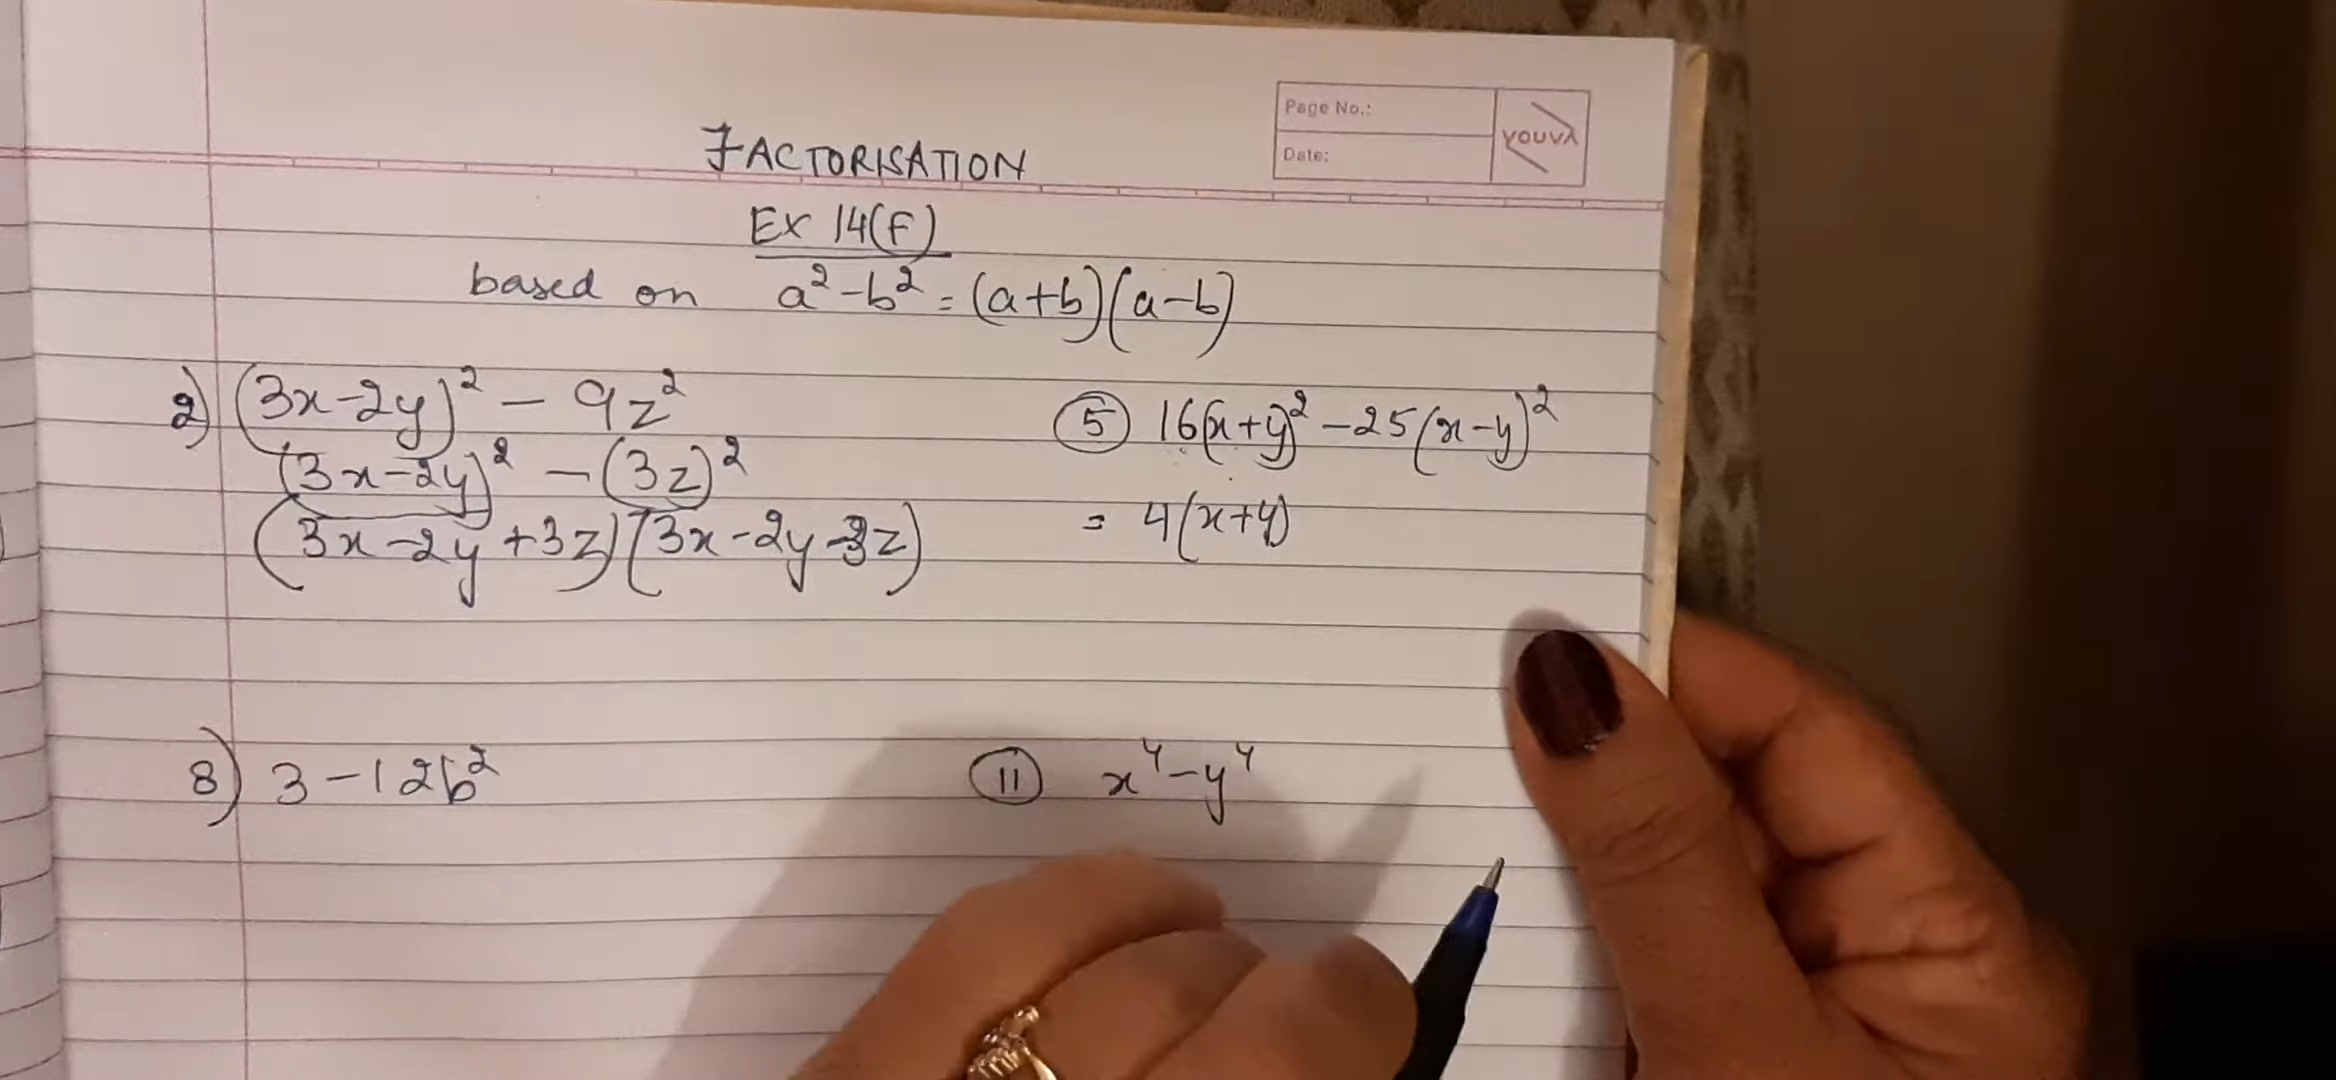 Page No.:
Date:
YOUVA
FACTORISATION
Ex 14(F)
based on a² - b² = (a+b)(a-b)
2) (3x-2y)² - 9z²
(3x-2y)² - (3z)²
(3x-2y+3z)(3x-2y-3z)
5 16(x+y)² - 25(x-y)²
= 4(x+y)
8) 3 - 12b²
11 x⁴ - y⁴